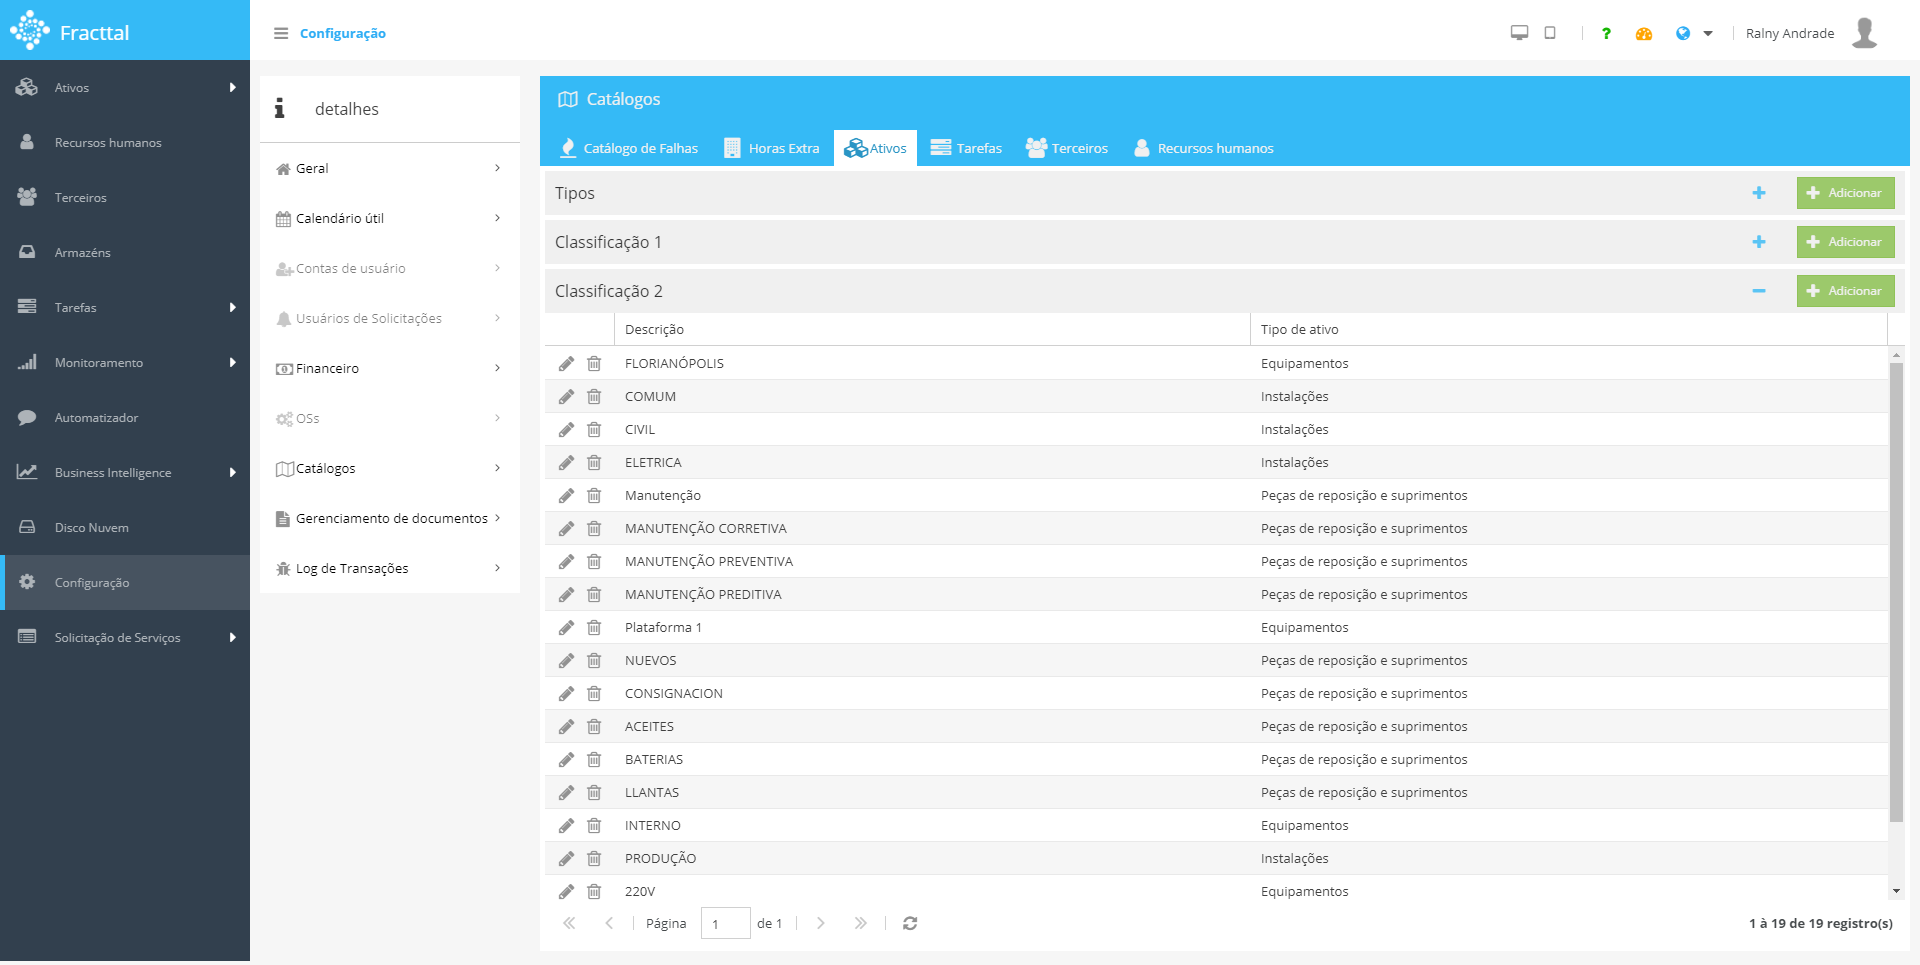 Fracttal
Configuração
?
Ralny Andrade
Ativos
Recursos humanos
Terceiros
Armazéns
Tarefas
Monitoramento
Automatizador
Business Intelligence
Disco Nuvem
Configuração
Solicitação de Serviços
detalhes
Geral
Calendário útil
Contas de usuário
Usuários de Solicitações
Financeiro
OSs
Catálogos
Gerenciamento de documentos
Log de Transações
Catálogos
Catálogo de Falhas Horas Extra Ativos Tarefas Terceiros Recursos humanos
Tipos Adicionar
Classificação 1 Adicionar
Classificação 2 Adicionar
Descrição Tipo de ativo
FLORIANÓPOLIS Equipamentos
COMUM Instalações
CIVIL Instalações
ELETRICA Instalações
Manutenção Peças de reposição e suprimentos
MANUTENÇÃO CORRETIVA Peças de reposição e suprimentos
MANUTENÇÃO PREVENTIVA Peças de reposição e suprimentos
MANUTENÇÃO PREDITIVA Peças de reposição e suprimentos
Plataforma 1 Equipamentos
NUEVOS Peças de reposição e suprimentos
CONSIGNACION Peças de reposição e suprimentos
ACEITES Peças de reposição e suprimentos
BATERIAS Peças de reposição e suprimentos
LLANTAS Peças de reposição e suprimentos
INTERNO Equipamentos
PRODUÇÃO Instalações
220V Equipamentos
Página 1 de 1
1 à 19 de 19 registro(s)